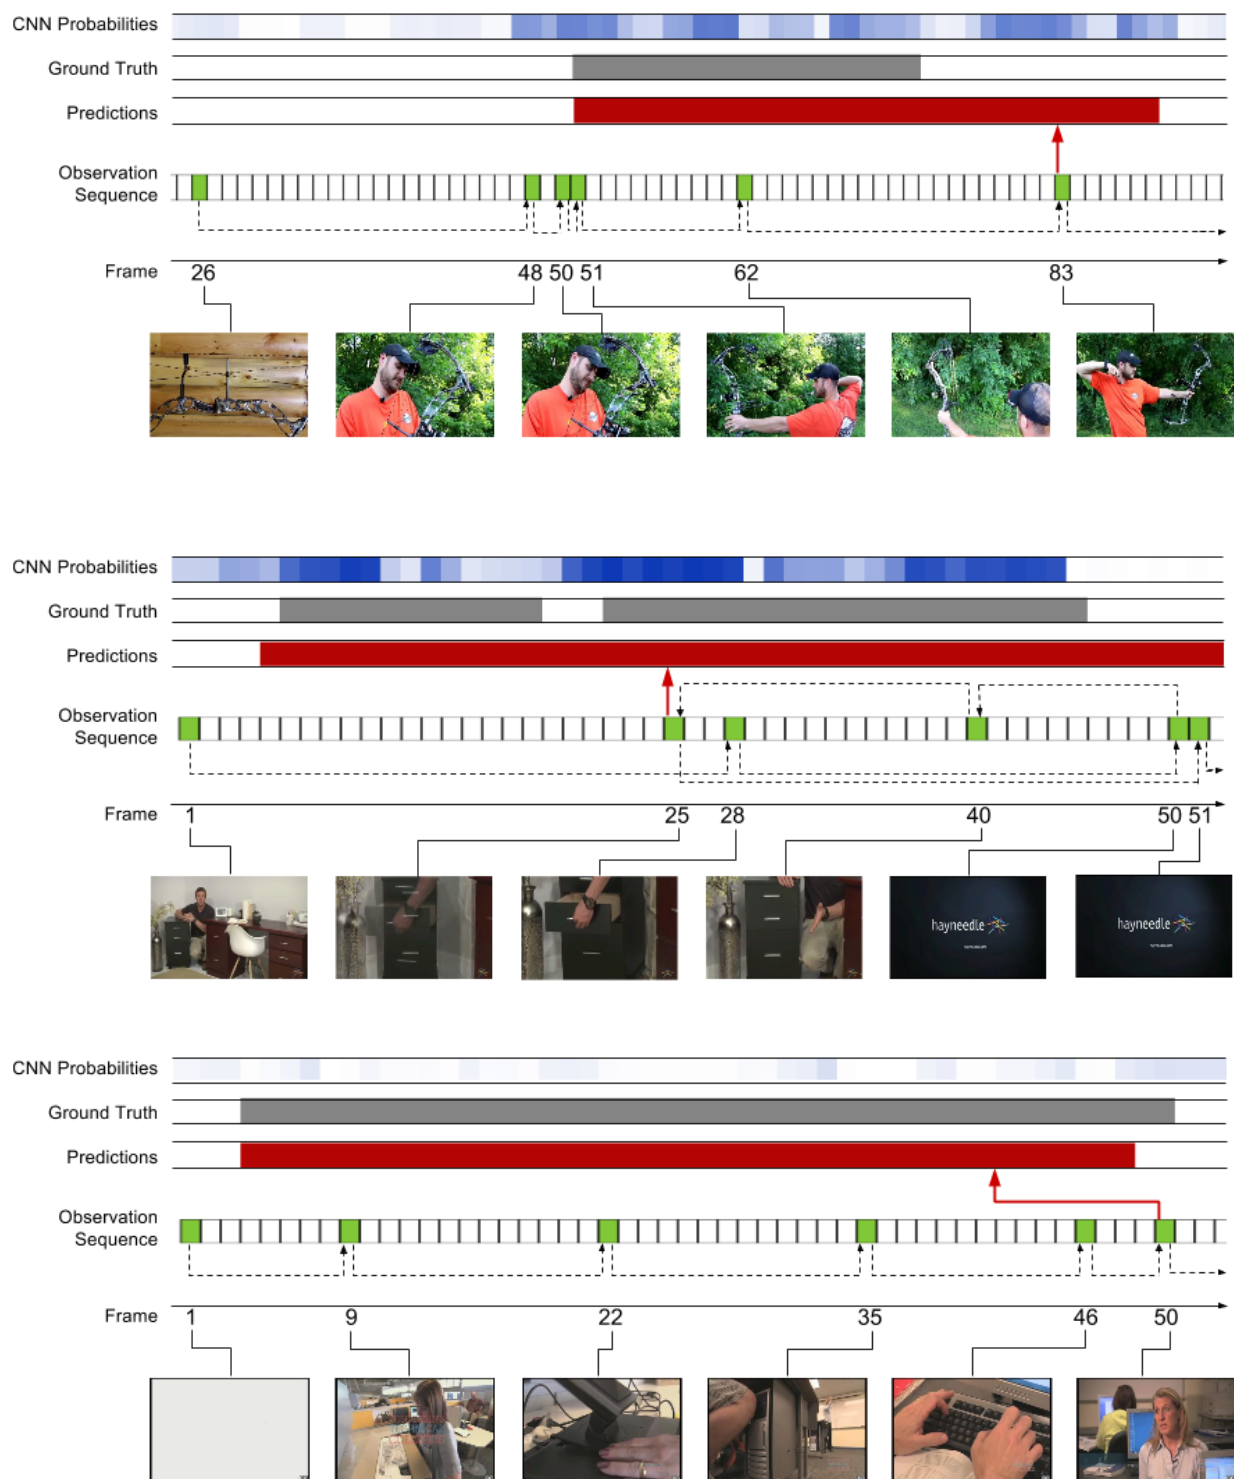 CNN Probabilities
Ground Truth
Predictions
Observation
Sequence
Frame
26 48 50 51 62 83
CNN Probabilities
Ground Truth
Predictions
Observation
Sequence
Frame
1 25 28 40 50 51
hayneedle
hayneedle
CNN Probabilities
Ground Truth
Predictions
Observation
Sequence
Frame
1 9 22 35 46 50